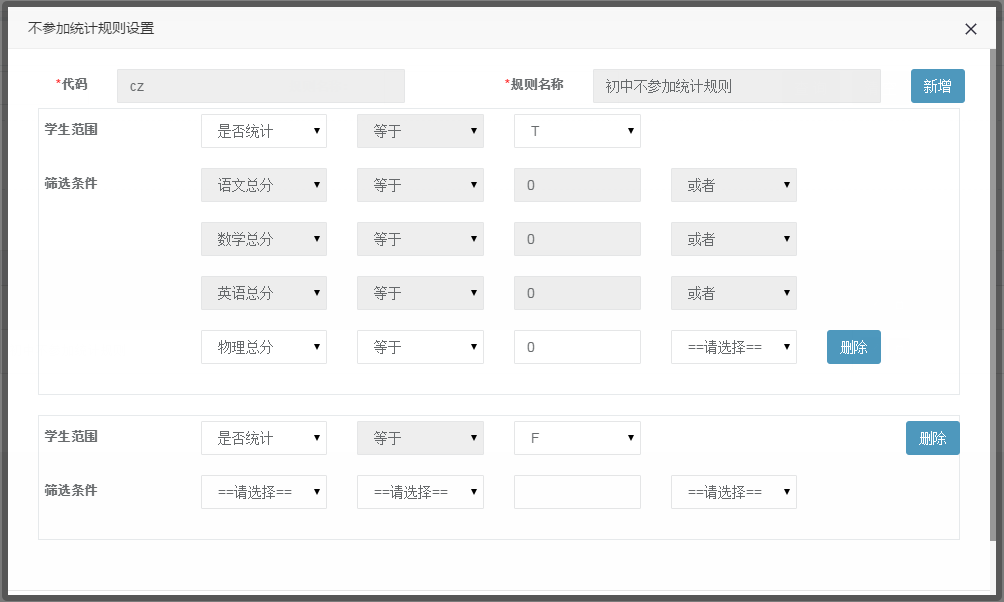 不参加统计规则设置
*代码 cz *规则名称 初中不参加统计规则 新增
学生范围 是否统计 等于 T
筛选条件 语文总分 等于 0 或者
数学总分 等于 0 或者
英语总分 等于 0 或者
物理总分 等于 0 ==请选择== 删除
学生范围 是否统计 等于 F 删除
筛选条件 ==请选择== ==请选择== ==请选择==